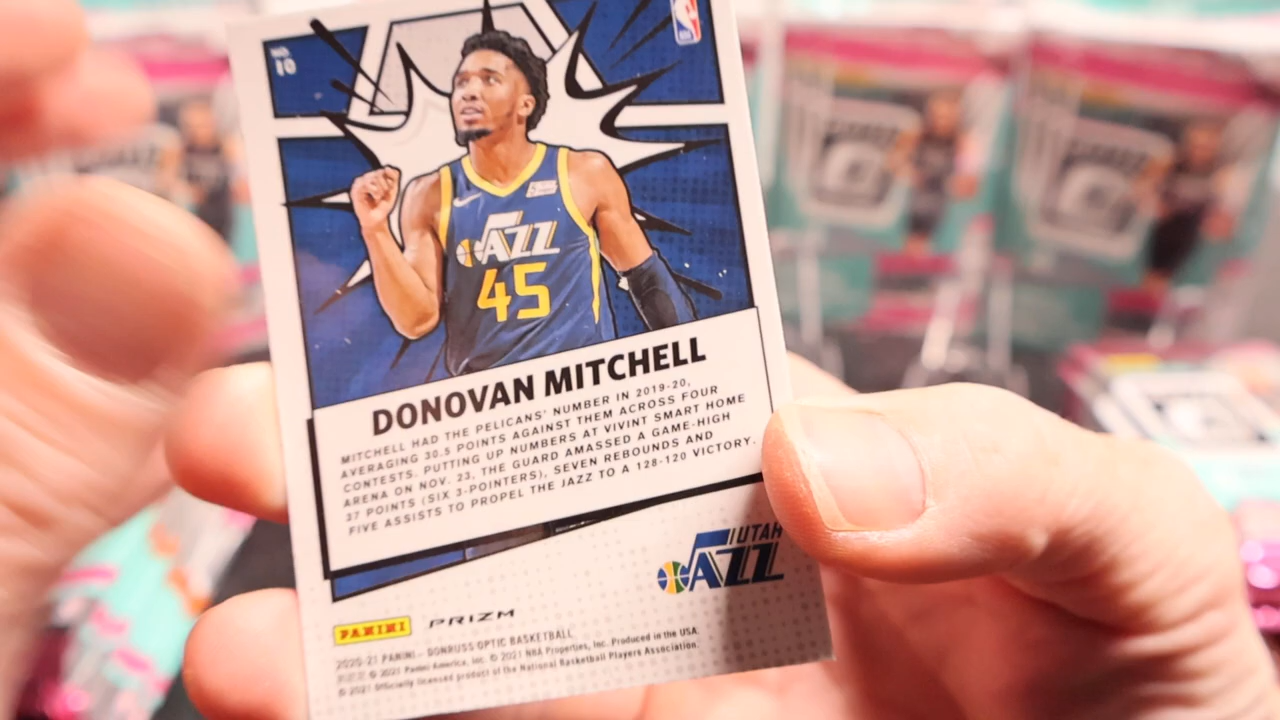 NO.
10
NBA
JAZZ
45
DONOVAN MITCHELL
MITCHELL HAD THE PELICANS' NUMBER IN 2019-20,
AVERAGING 30.5 POINTS AGAINST THEM ACROSS FOUR
CONTESTS. PUTTING UP NUMBERS AT VIVINT SMART HOME
ARENA ON NOV. 23, THE GUARD AMASSED A GAME-HIGH
37 POINTS (SIX 3-POINTERS), SEVEN REBOUNDS AND
FIVE ASSISTS TO PROPEL THE JAZZ TO A 128-120 VICTORY.
UTAH
JAZZ
PANINI PRIZM
2020-21 PANINI – DONRUSS OPTIC BASKETBALL
© 2021 Panini America, Inc. © 2021 NBA Properties, Inc. Produced in the USA.
© 2021 Officially licensed product of the National Basketball Players Association.